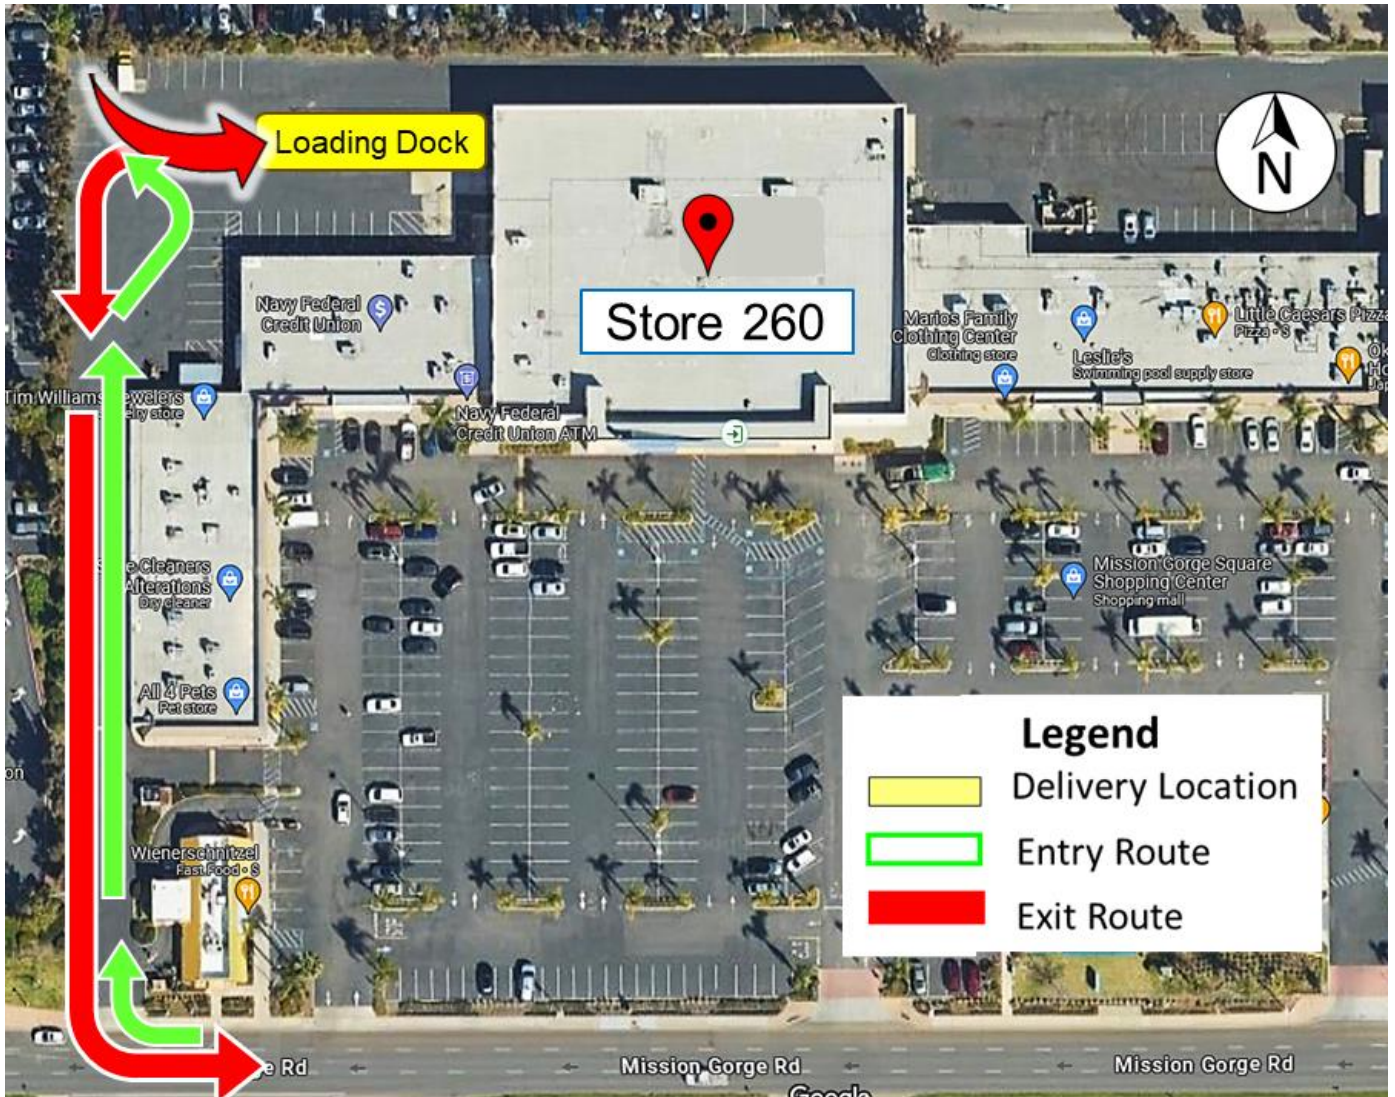 Loading Dock
N
Navy Federal
Credit Union
Store 260
Marios Family
Clothing Center
Clothing store
Leslie's
Swimming pool supply store
Little Caesars Pizza
Pizza · $
Tim Williams Jewelers
Navy Federal
Credit Union ATM
Cleaners
Alterations
Dry cleaner
Mission Gorge Square
Shopping Center
Shopping mall
All 4 Pets
Pet store
Legend
Delivery Location
Entry Route
Exit Route
Wienerschnitzel
Fast Food · $
Rd
Mission Gorge Rd
Mission Gorge Rd
Google